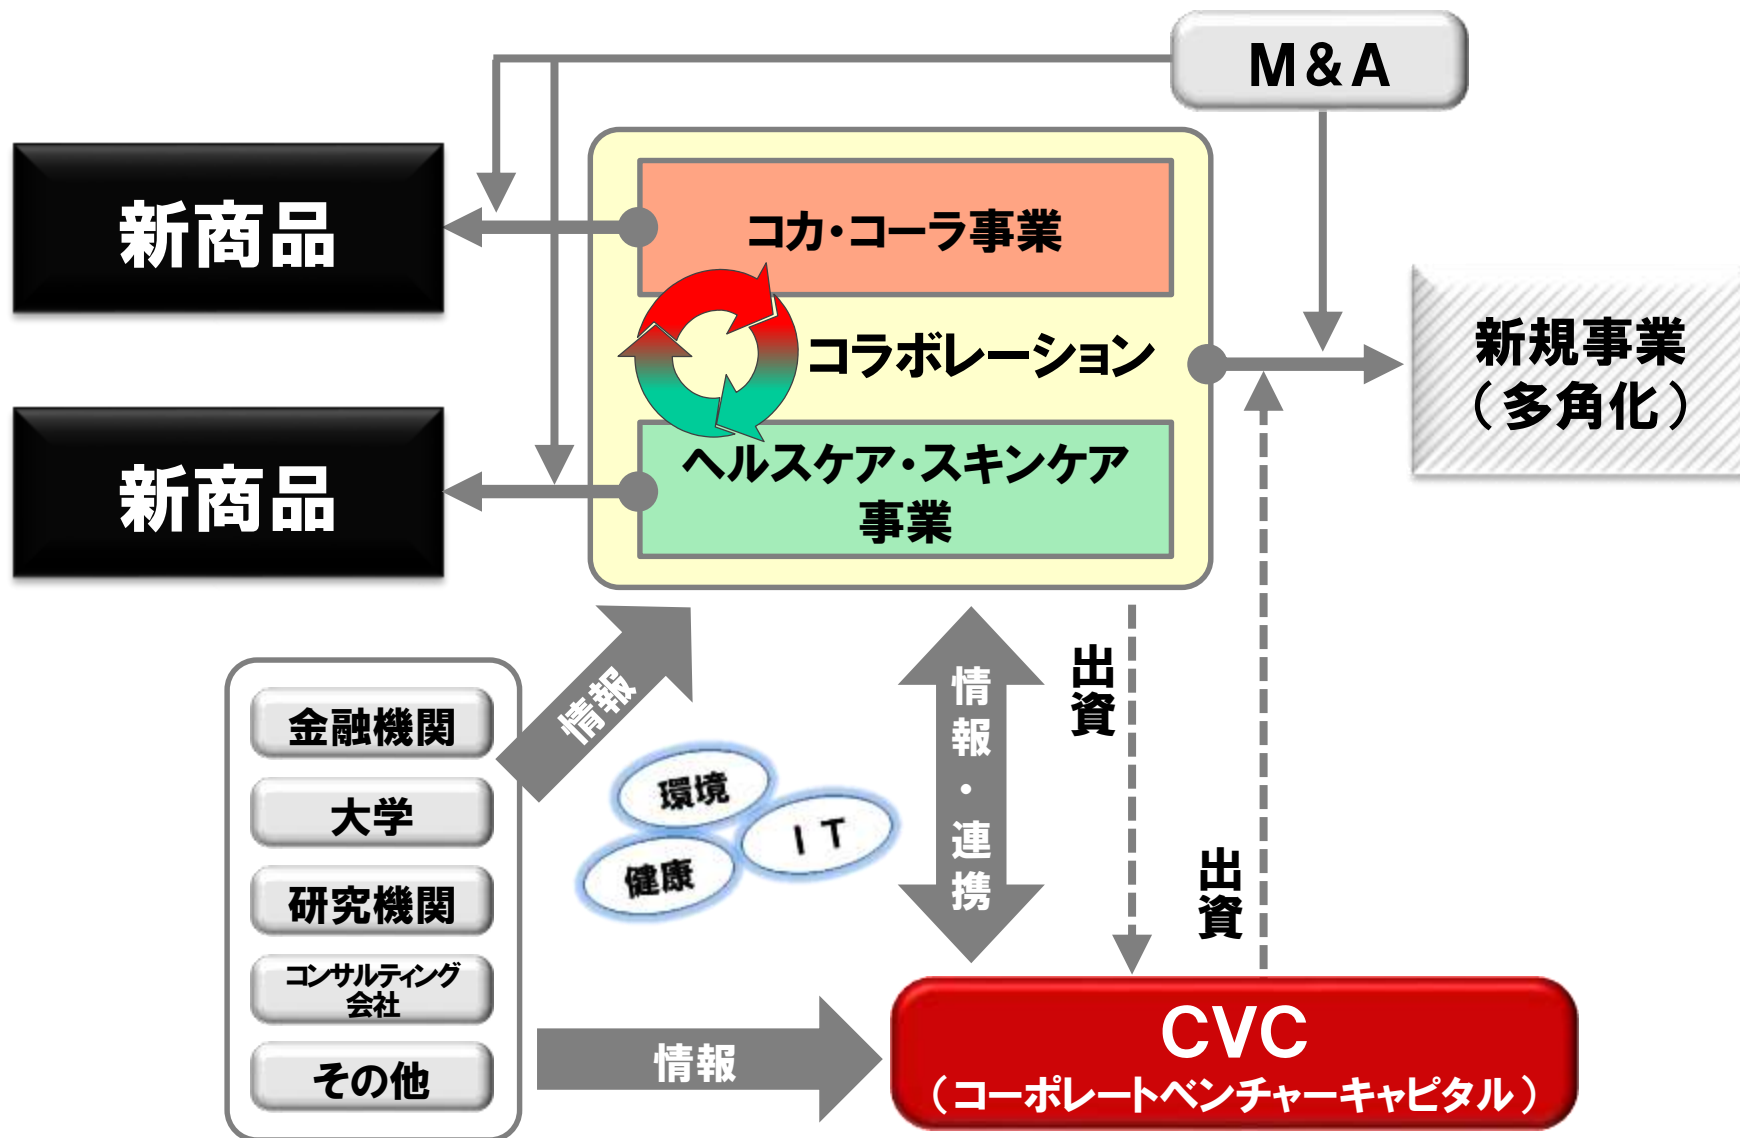 M&A
新商品
コカ・コーラ事業
コラボレーション
新規事業
（多角化）
新商品
ヘルスケア・スキンケア
事業
情報
情報・連携
出資
出資
金融機関
大学
研究機関
コンサルティング
会社
その他
環境
IT
健康
情報
CVC
（コーポレートベンチャーキャピタル）